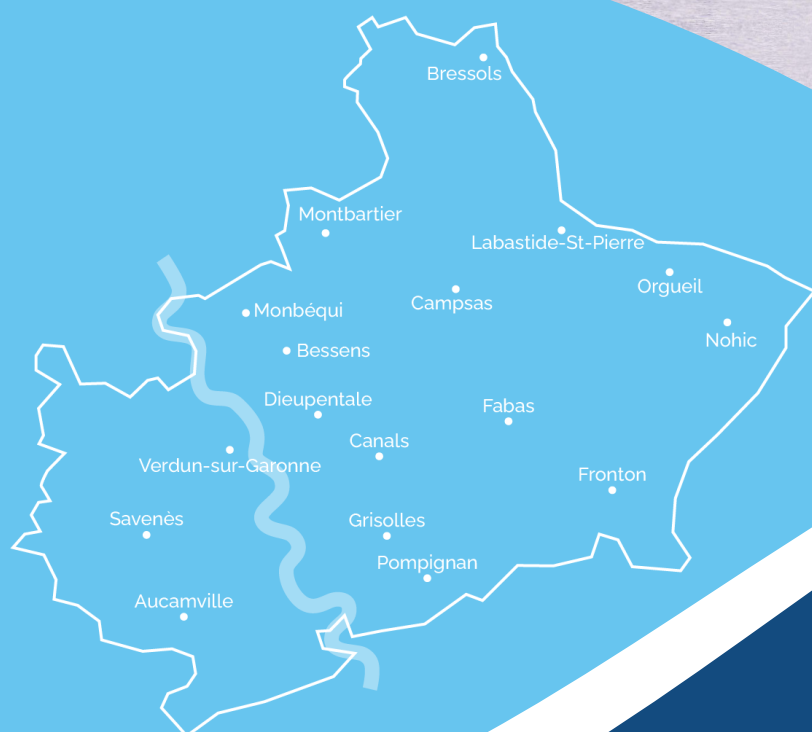 Bressols
Montbartier
Labastide-St-Pierre
Orgueil
Campsas
Monbéqui
Nohic
Bessens
Dieupentale
Fabas
Canals
Verdun-sur-Garonne
Fronton
Savenès
Grisolles
Pompignan
Aucamville